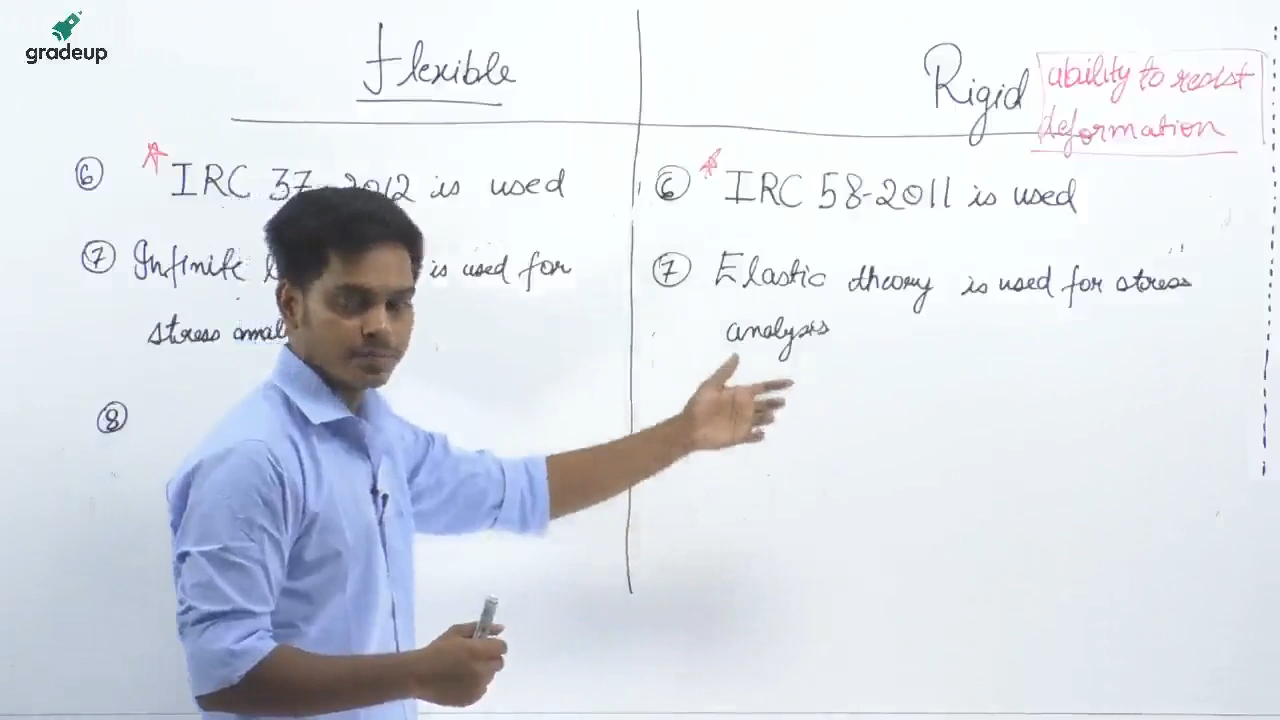 gradeup
Flexible
Rigid
ability to resist
deformation
⑥ IRC 37-2012 is used
⑦ Infinite is used for
stress
⑧
⑥ IRC 58-2011 is used
⑦ Elastic theory is used for stress
analysis